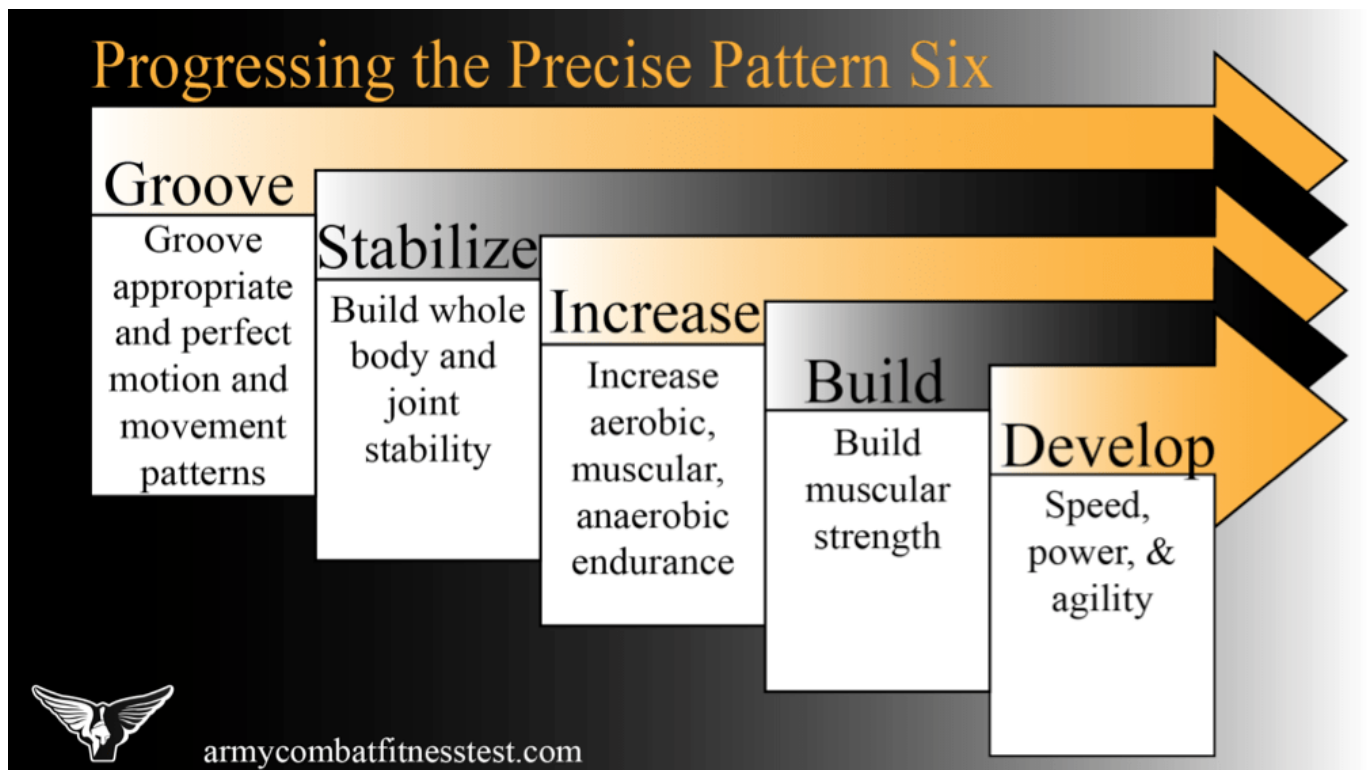 Progressing the Precise Pattern Six
Groove
Groove
appropriate
and perfect
motion and
movement
patterns
Stabilize
Build whole
body and
joint
stability
Increase
Increase
aerobic,
muscular,
anaerobic
endurance
Build
Build
muscular
strength
Develop
Speed,
power, &
agility
armycombatfitnesstest.com